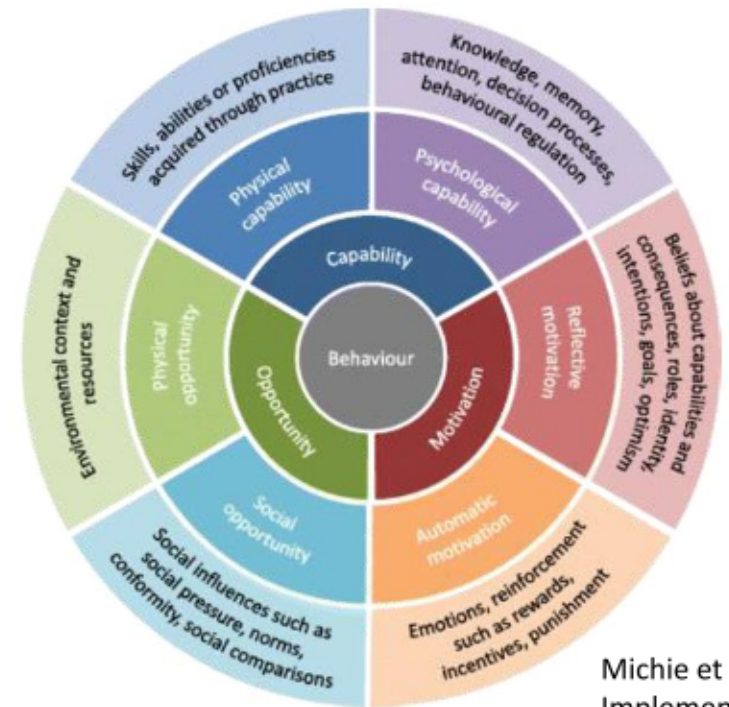 Skills, abilities or proficiencies
acquired through practice
Knowledge, memory,
attention, decision processes,
behavioural regulation
Physical
capability
Psychological
capability
Capability
Environmental context and
resources
Physical
opportunity
Opportunity
Behaviour
Motivation
Reflective
motivation
Beliefs about capabilities and
consequences, roles, identity,
intentions, goals, optimism
Social
opportunity
Automatic
motivation
Social influences such as
social pressure, norms,
conformity, social comparisons
Emotions, reinforcement
such as rewards,
incentives, punishment
Michie et